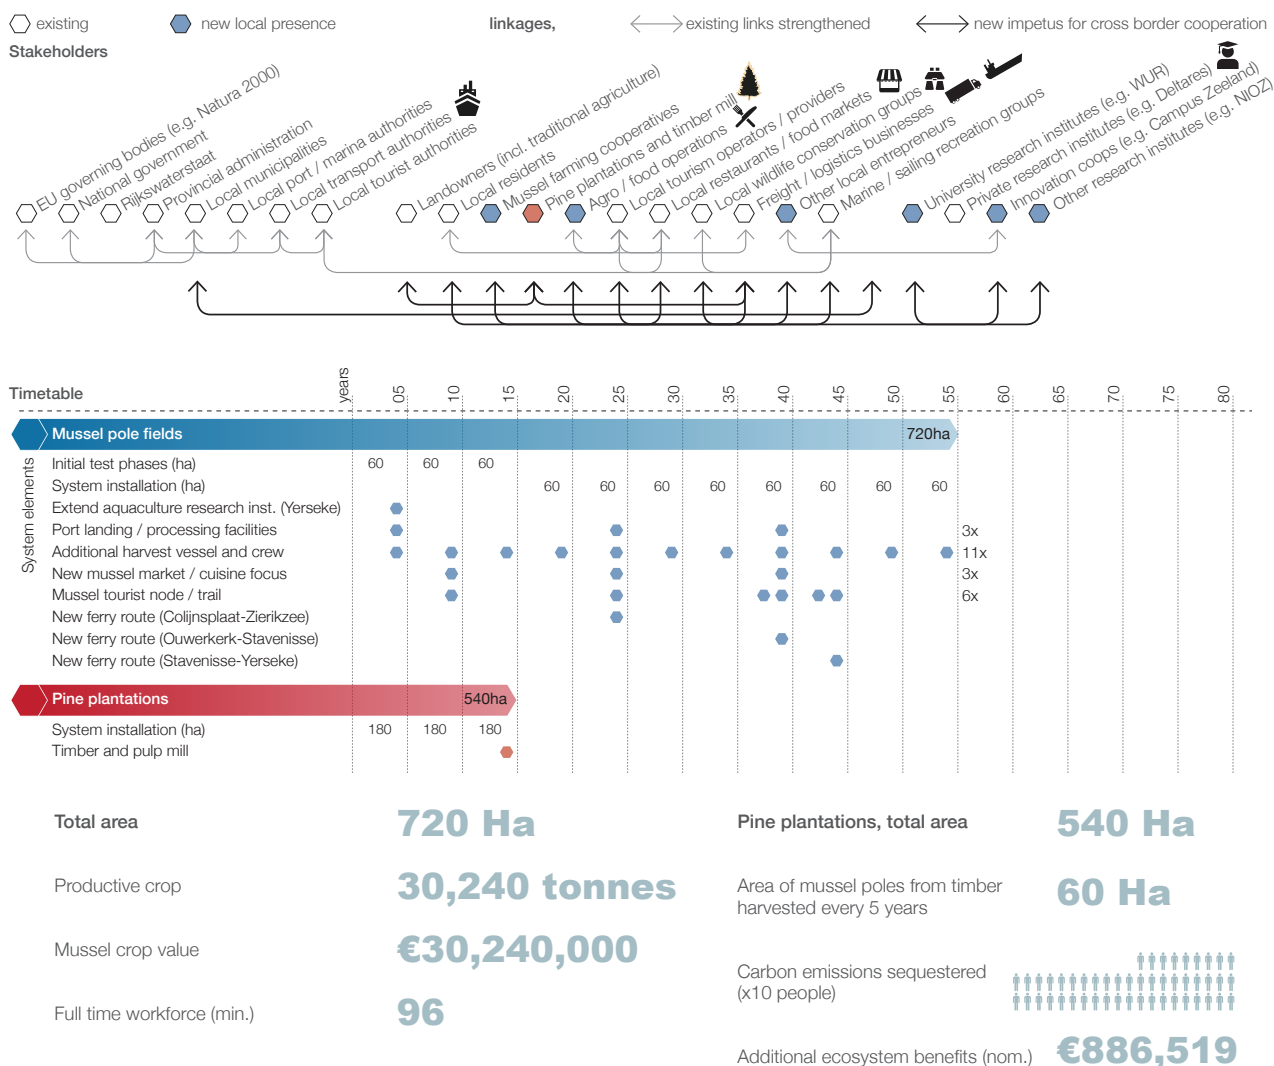 existing
new local presence
linkages,
existing links strengthened
new impetus for cross border cooperation
Stakeholders
EU governing bodies (e.g. Natura 2000)
National government
Rijkswaterstaat
Provincial administration
Local municipalities
Local port / marina authorities
Local transport authorities
Local tourist authorities
Landowners (incl. traditional agriculture)
Local residents
Mussel farming cooperatives
Pine plantations and timber mill
Agro / food operations
Local tourism operators / providers
Local restaurants / food markets
Local wildlife conservation groups
Freight / logistics businesses
Other local entrepreneurs
Marine / sailing recreation groups
University research institutes (e.g. WUR)
Private research institutes (e.g. Deltares)
Innovation coops (e.g. Campus Zeeland)
Other research institutes (e.g. NIOZ)
Timetable
years 05 10 15 20 25 30 35 40 45 50 55 60 65 70 75 80
Mussel pole fields 720ha
System elements
Initial test phases (ha) 60 60 60
System installation (ha) 60 60 60 60 60 60 60 60
Extend aquaculture research inst. (Yerseke)
Port landing / processing facilities 3x
Additional harvest vessel and crew 11x
New mussel market / cuisine focus 3x
Mussel tourist node / trail 6x
New ferry route (Colijnsplaat-Zierikzee)
New ferry route (Ouwerkerk-Stavenisse)
New ferry route (Stavenisse-Yerseke)
Pine plantations 540ha
System installation (ha) 180 180 180
Timber and pulp mill
Total area 720 Ha
Productive crop 30,240 tonnes
Mussel crop value €30,240,000
Full time workforce (min.) 96
Pine plantations, total area 540 Ha
Area of mussel poles from timber
harvested every 5 years 60 Ha
Carbon emissions sequestered
(x10 people)
Additional ecosystem benefits (nom.) €886,519